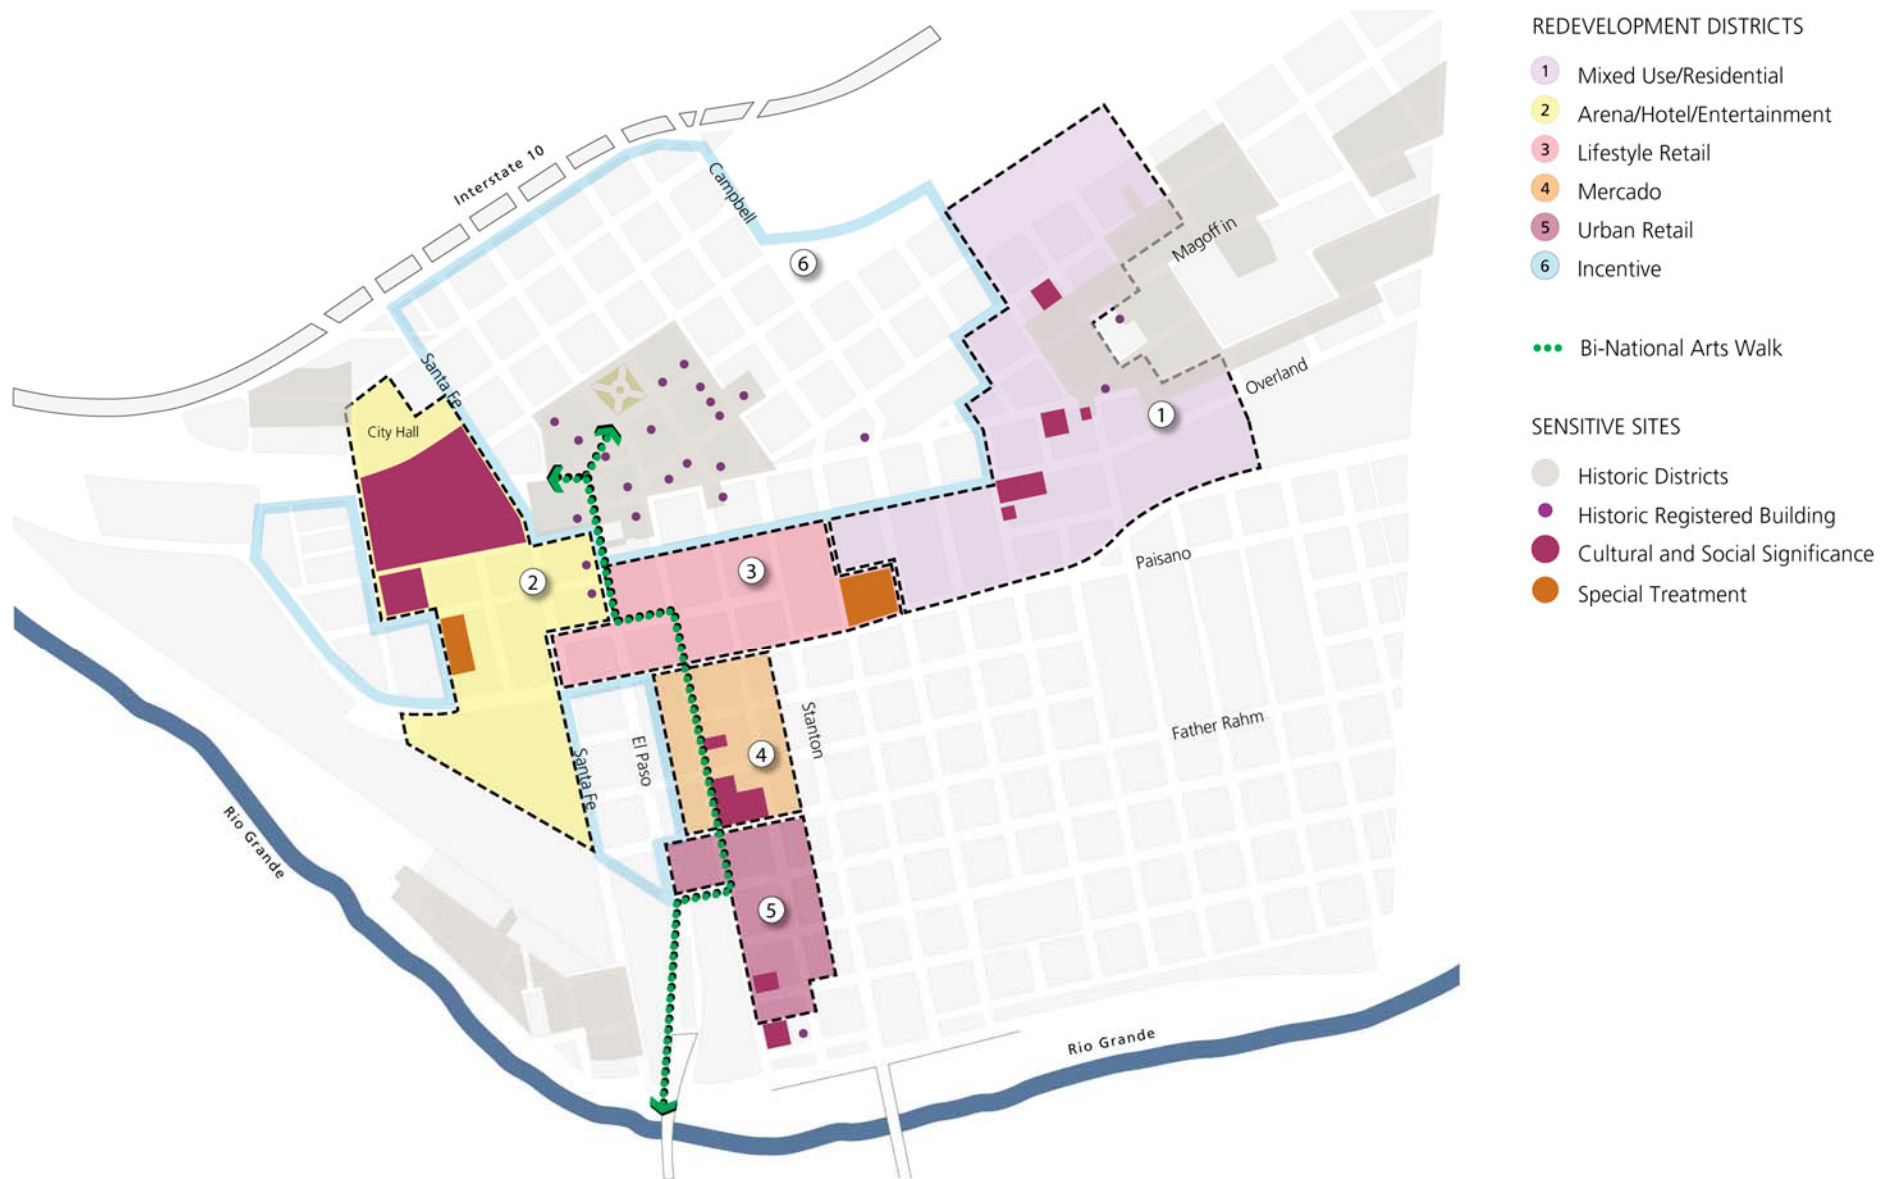 REDEVELOPMENT DISTRICTS
1 Mixed Use/Residential
2 Arena/Hotel/Entertainment
3 Lifestyle Retail
4 Mercado
5 Urban Retail
6 Incentive
Bi-National Arts Walk
SENSITIVE SITES
Historic Districts
Historic Registered Building
Cultural and Social Significance
Special Treatment
Interstate 10
Campbell
6
Magoffin
Santa Fe
City Hall
Overland
1
2
3
Paisano
Stanton
El Paso
Santa Fe
4
Father Rahm
Rio Grande
5
Rio Grande